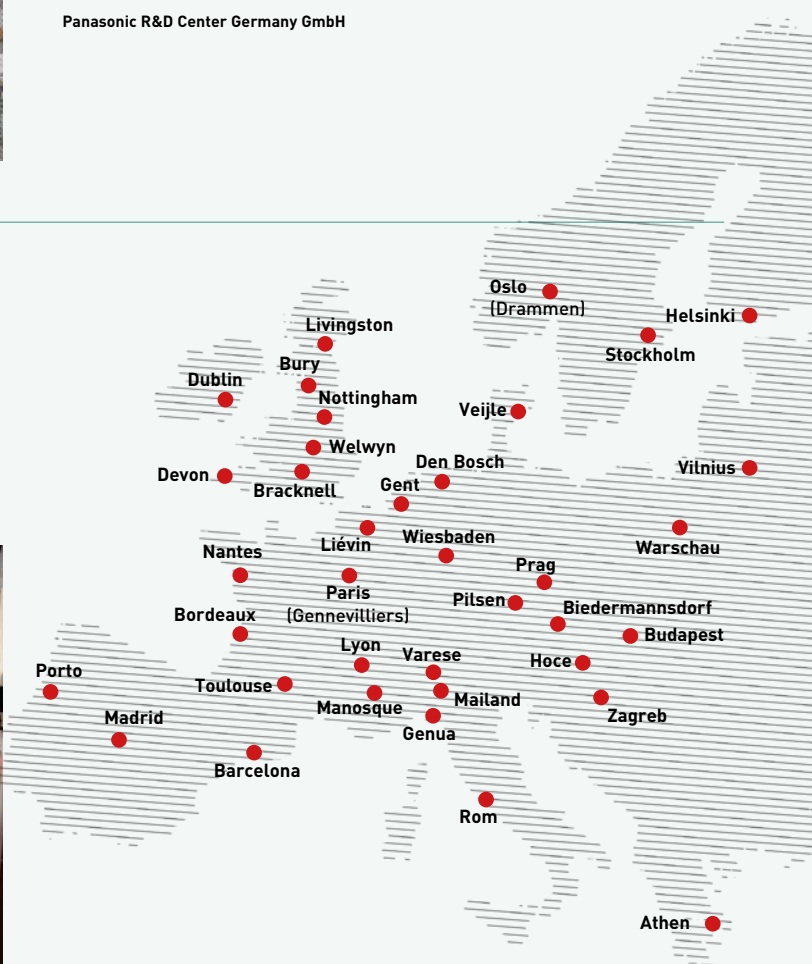 Panasonic R&D Center Germany GmbH
Oslo
(Drammen)
Helsinki
Livingston
Stockholm
Bury
Dublin
Nottingham
Veijle
Welwyn
Den Bosch
Vilnius
Devon
Gent
Bracknell
Wiesbaden
Liévin
Warschau
Nantes
Prag
Paris
(Gennevilliers)
Pilsen
Biedermannsdorf
Bordeaux
Budapest
Lyon
Varese
Hoce
Porto
Toulouse
Mailand
Manosque
Zagreb
Madrid
Genua
Barcelona
Rom
Athen